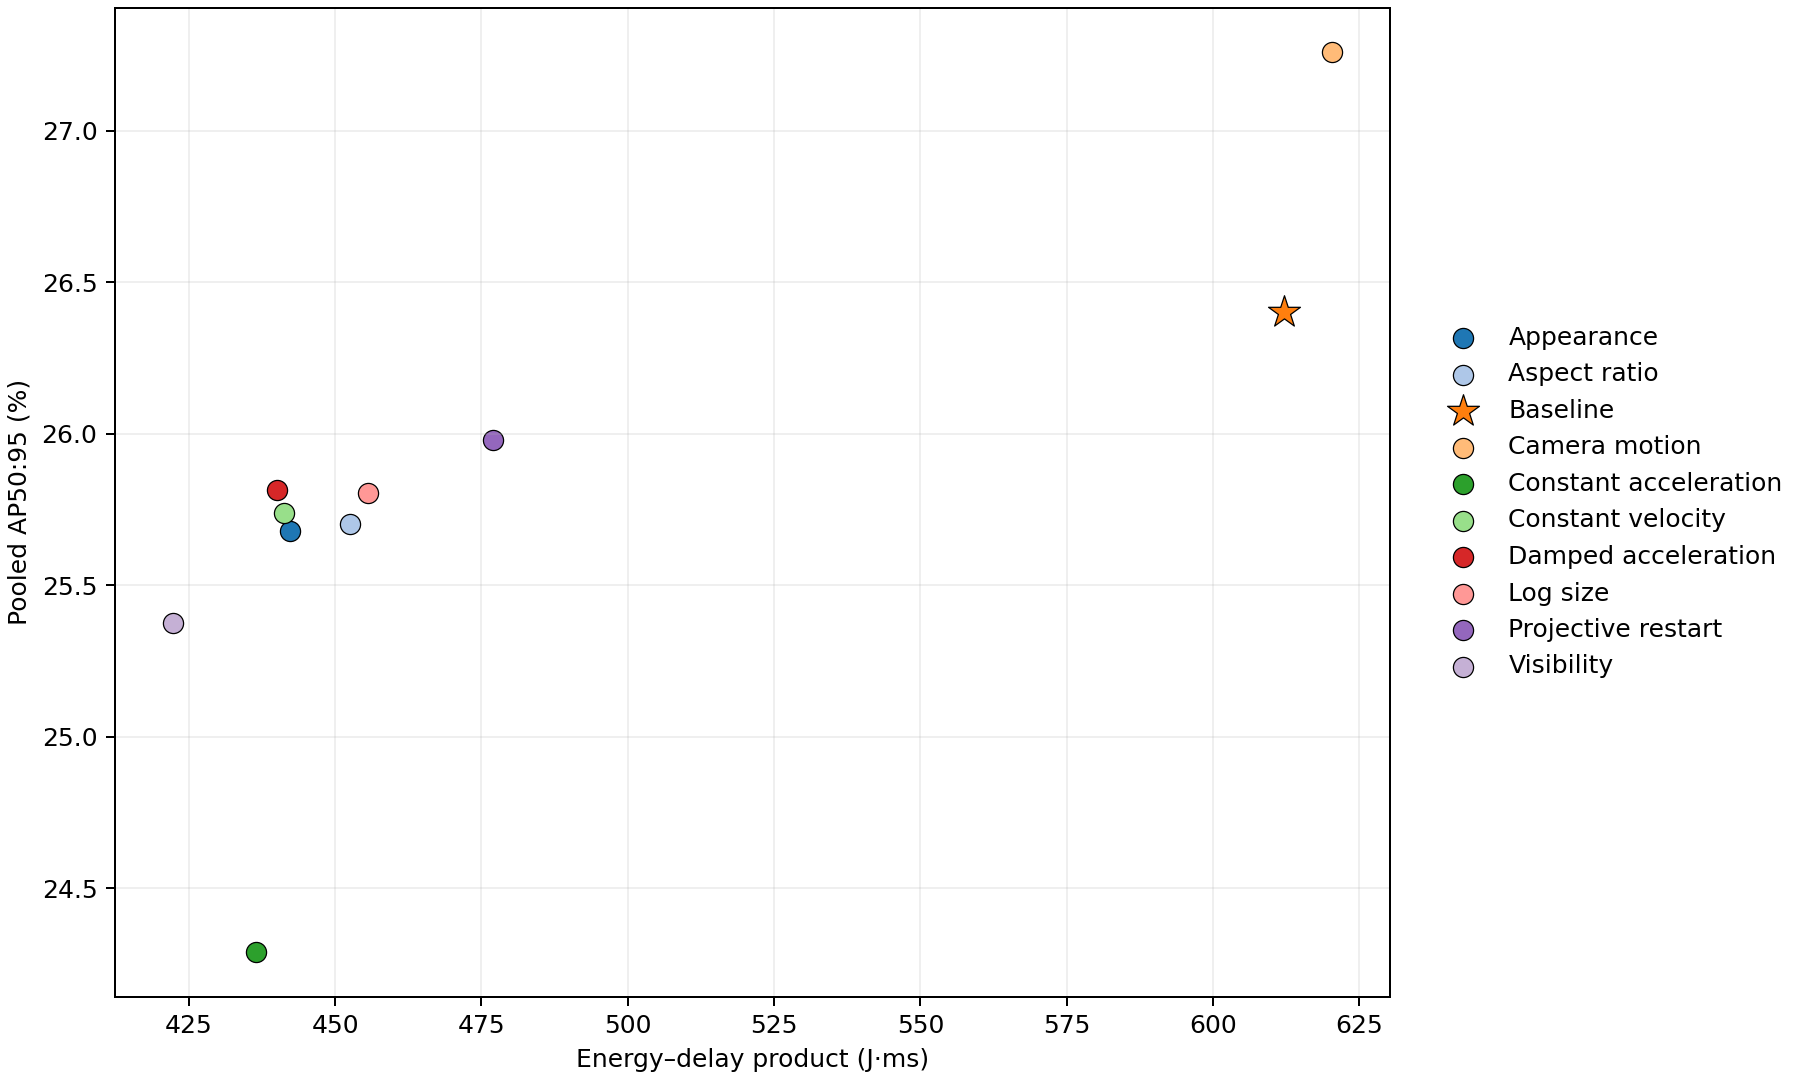 27.0
26.5
26.0
25.5
25.0
24.5
Pooled AP50:95 (%)
425 450 475 500 525 550 575 600 625
Energy–delay product (J·ms)
Appearance
Aspect ratio
Baseline
Camera motion
Constant acceleration
Constant velocity
Damped acceleration
Log size
Projective restart
Visibility